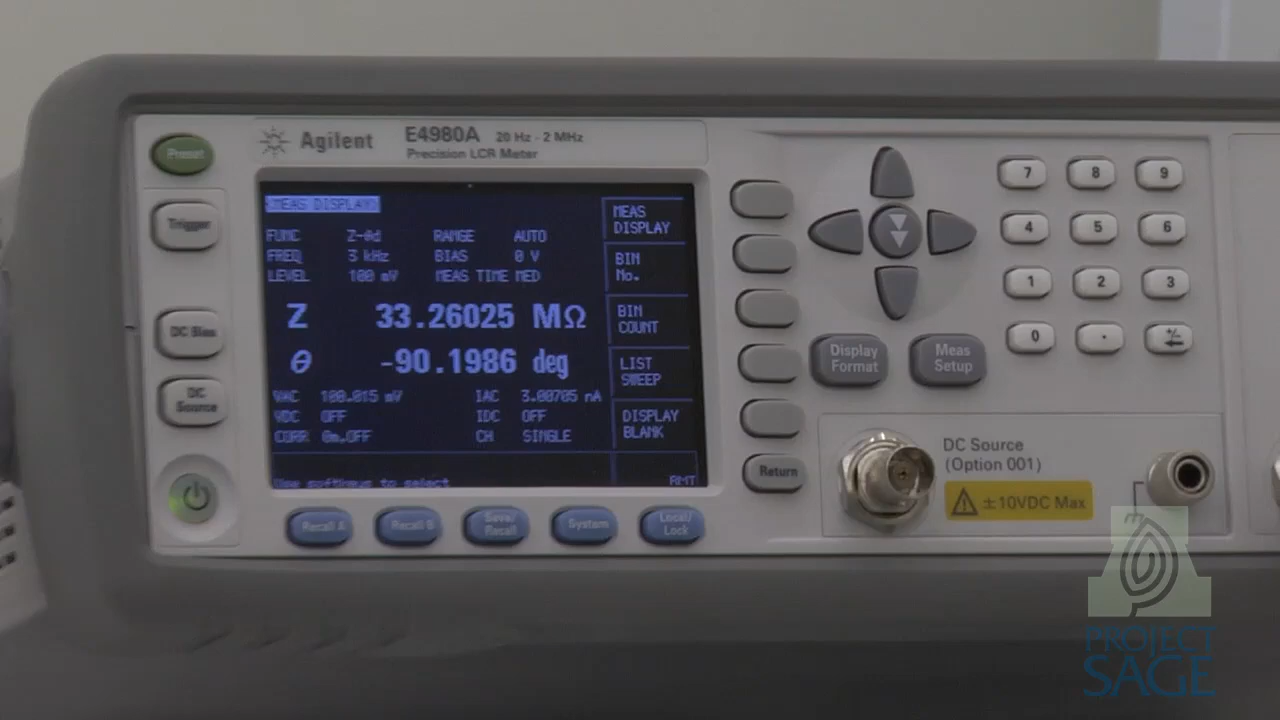 Agilent E4980A 20 Hz - 2 MHz
Precision LCR Meter
Preset
Trigger
DC Bias
DC
Source
<MEAS DISPLAY>
FUNC Z-θd RANGE AUTO
FREQ 3 kHz BIAS 0 V
LEVEL 100 mV MEAS TIME MED
Z 33.26025 MΩ
θ -90.1986 deg
VAC 100.015 mV IAC 3.00705 nA
VDC OFF IDC OFF
CORR 0m,OFF CH SINGLE
Use softkeys to select
RMT
MEAS
DISPLAY
BIN
No.
BIN
COUNT
LIST
SWEEP
DISPLAY
BLANK
Recall A
Recall B
Save/
Recall
System
Local/
Lock
Return
Display
Format
Meas
Setup
7 8 9
4 5 6
1 2 3
0 . +/-
DC Source
(Option 001)
±10VDC Max
PROJECT
SAGE